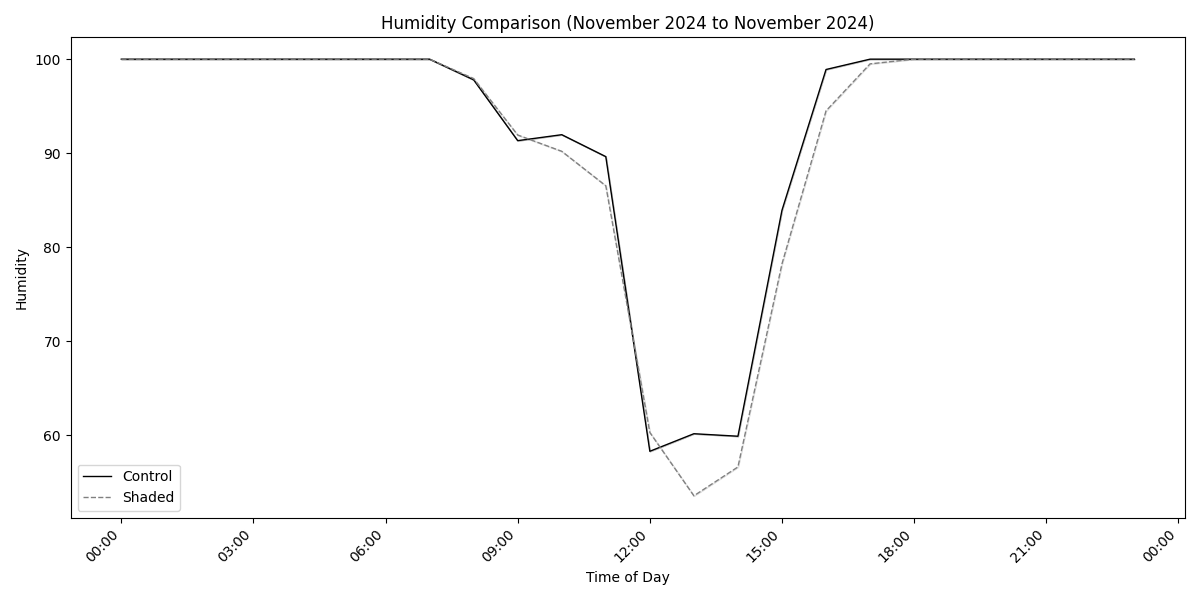 Humidity Comparison (November 2024 to November 2024)
100
90
80
70
60
Humidity
Control
Shaded
00:00
03:00
06:00
09:00
12:00
15:00
18:00
21:00
00:00
Time of Day